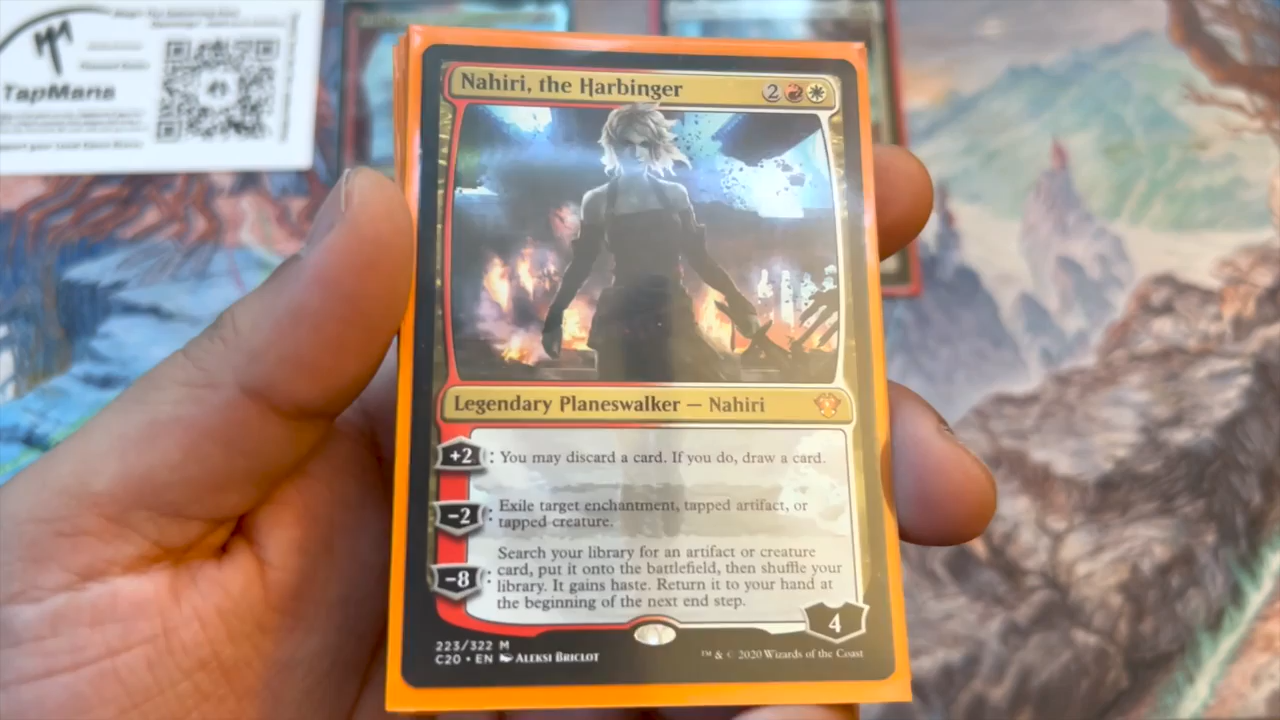 TapMana
Nahiri, the Harbinger
2
Legendary Planeswalker — Nahiri
+2: You may discard a card. If you do, draw a card.
−2: Exile target enchantment, tapped artifact, or
tapped creature.
Search your library for an artifact or creature
−8: card, put it onto the battlefield, then shuffle your
library. It gains haste. Return it to your hand at
the beginning of the next end step.
4
223/322 M
C20 • EN ALEKSI BRICLOT
™ & © 2020 Wizards of the Coast